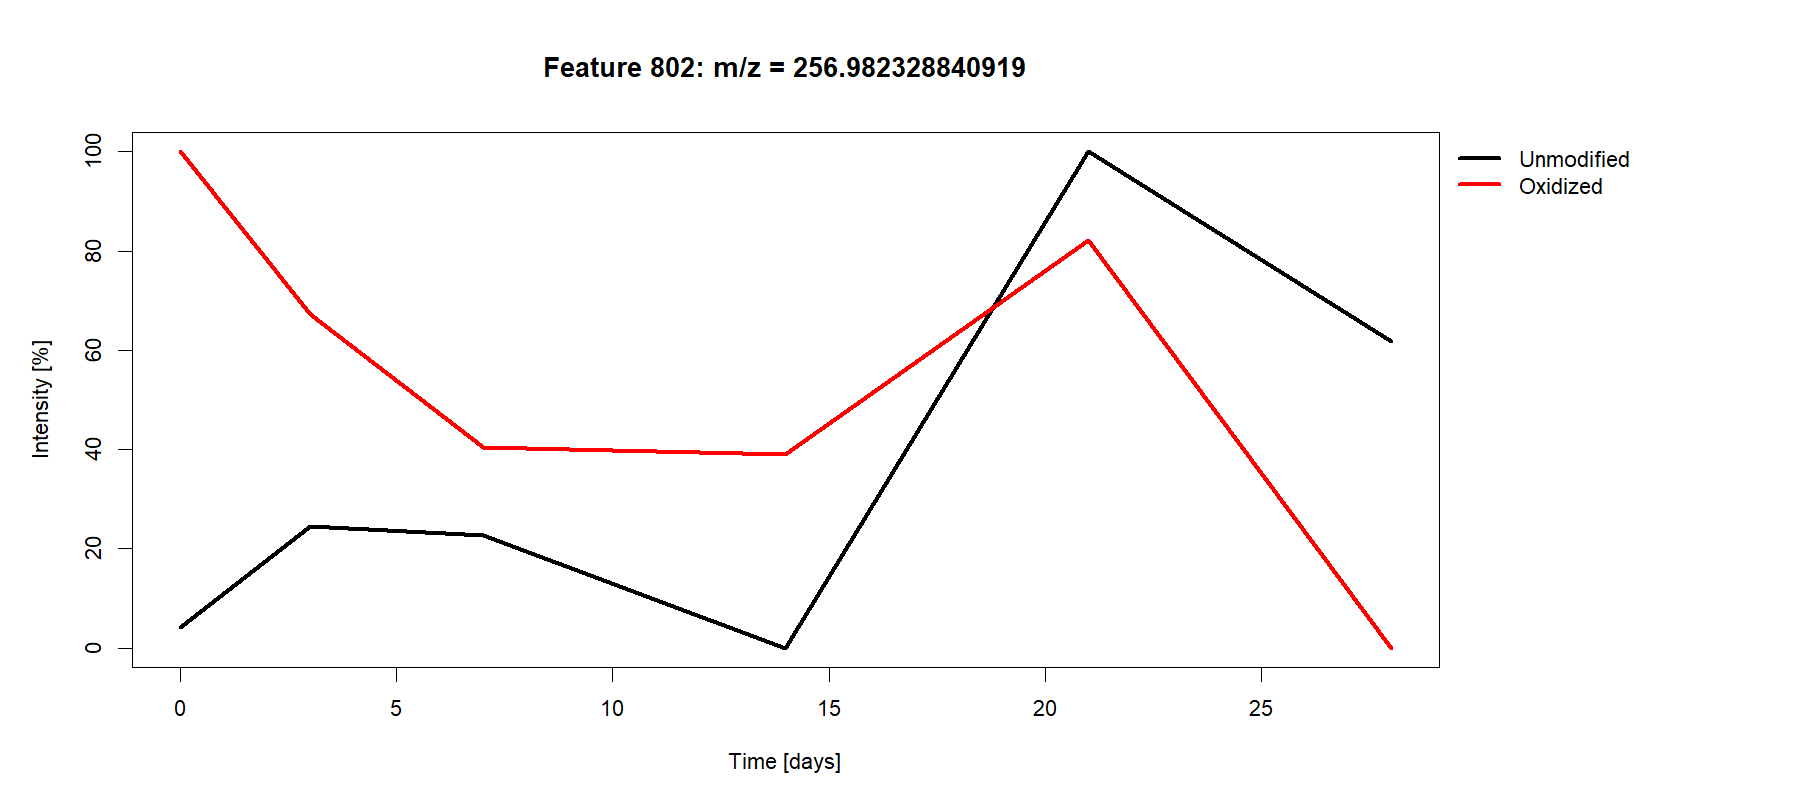 Feature 802: m/z = 256.982328840919
Unmodified
Oxidized
Intensity [%]
100
80
60
40
20
0
0 5 10 15 20 25
Time [days]